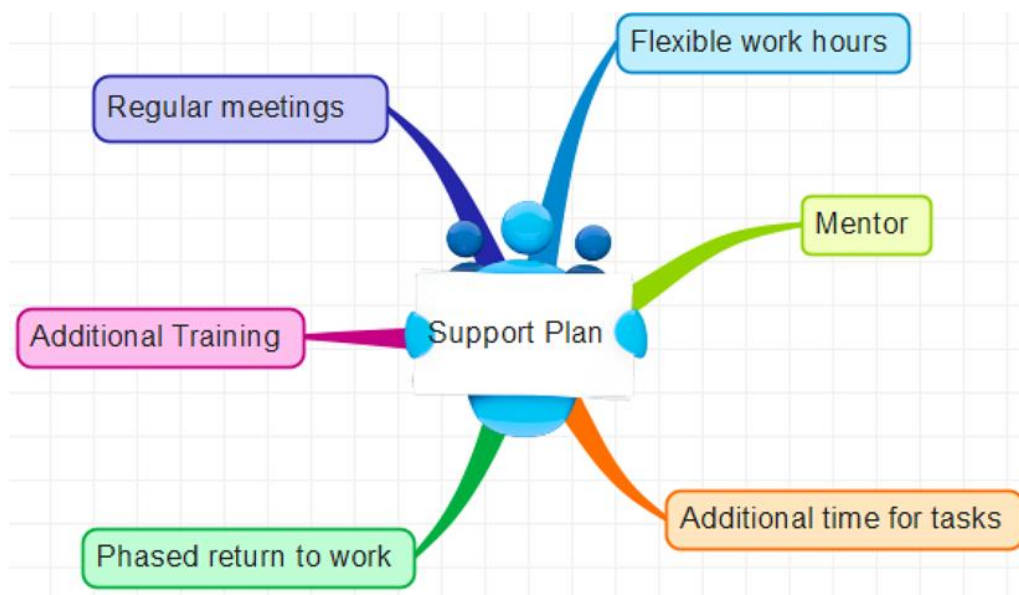 Flexible work hours
Regular meetings
Mentor
Support Plan
Additional Training
Additional time for tasks
Phased return to work